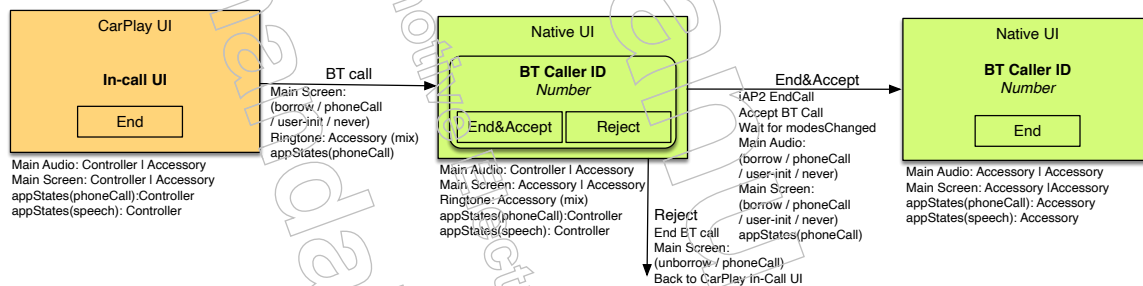 CarPlay UI
In-call UI
End
Main Audio: Controller | Accessory
Main Screen: Controller | Accessory
appStates(phoneCall):Controller
appStates(speech): Controller
BT call
Main Screen:
(borrow / phoneCall
/ user-init / never)
Ringtone: Accessory (mix)
appStates(phoneCall)
Native UI
BT Caller ID
Number
End&Accept
Reject
Main Audio: Controller | Accessory
Main Screen: Accessory | Accessory
Ringtone: Accessory (mix)
appStates(phoneCall):Controller
appStates(speech): Controller
Reject
End BT call
Main Screen:
(unborrow / phoneCall)
Back to CarPlay In-Call UI
End&Accept
iAP2 EndCall
Accept BT Call
Wait for modesChanged
Main Audio:
(borrow / phoneCall
/ user-init / never)
Main Screen:
(borrow / phoneCall
/ user-init / never)
appStates(phoneCall)
Native UI
BT Caller ID
Number
End
Main Audio: Accessory |Accessory
Main Screen: Accessory |Accessory
appStates(phoneCall): Accessory
appStates(speech): Accessory